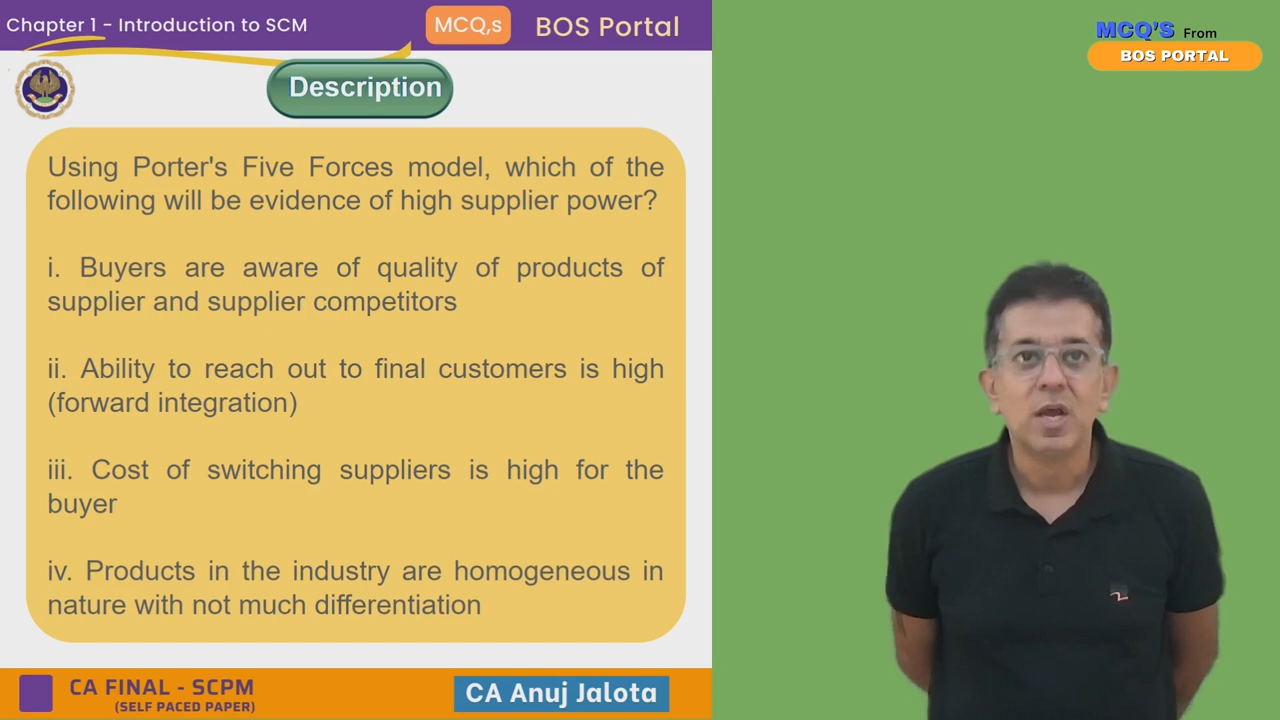 Chapter 1 - Introduction to SCM
MCQ,s
BOS Portal
Description
Using Porter's Five Forces model, which of the
following will be evidence of high supplier power?
i. Buyers are aware of quality of products of
supplier and supplier competitors
ii. Ability to reach out to final customers is high
(forward integration)
iii. Cost of switching suppliers is high for the
buyer
iv. Products in the industry are homogeneous in
nature with not much differentiation
CA FINAL - SCPM
(SELF PACED PAPER)
CA Anuj Jalota
MCQ'S From
BOS PORTAL